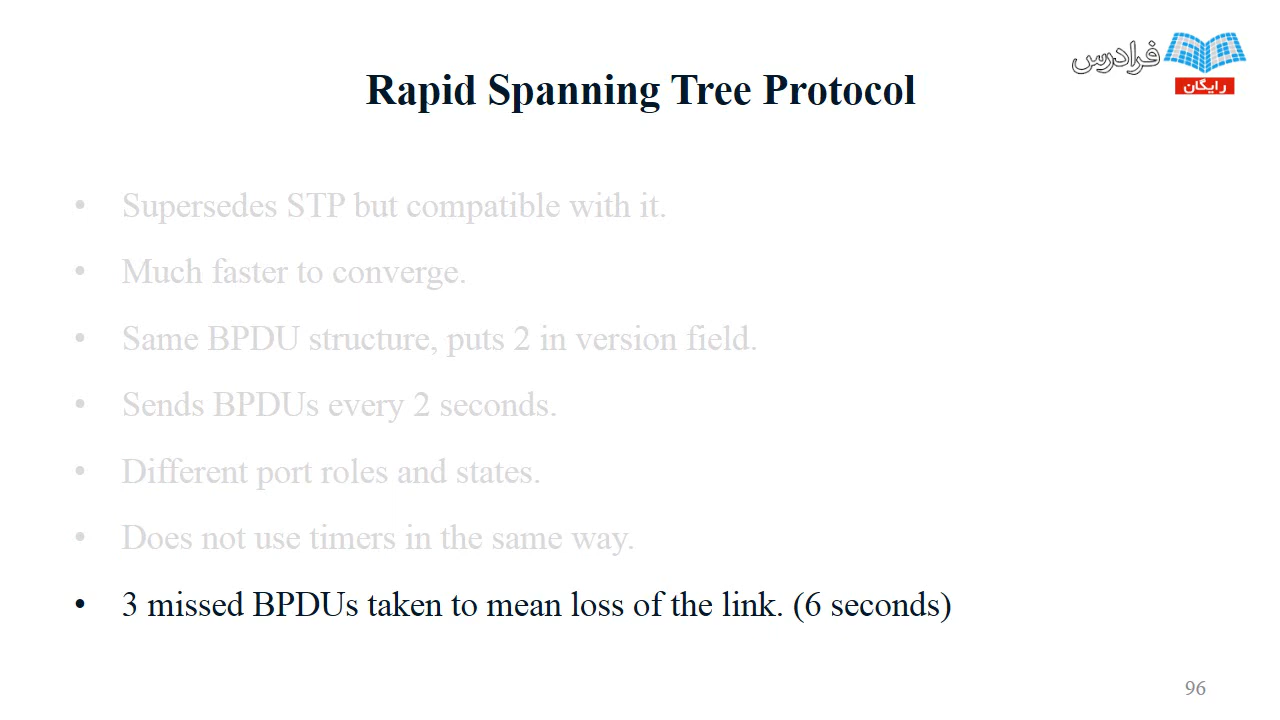 فرادرس
رایگان
Rapid Spanning Tree Protocol
• Supersedes STP but compatible with it.
• Much faster to converge.
• Same BPDU structure, puts 2 in version field.
• Sends BPDUs every 2 seconds.
• Different port roles and states.
• Does not use timers in the same way.
• 3 missed BPDUs taken to mean loss of the link. (6 seconds)
96